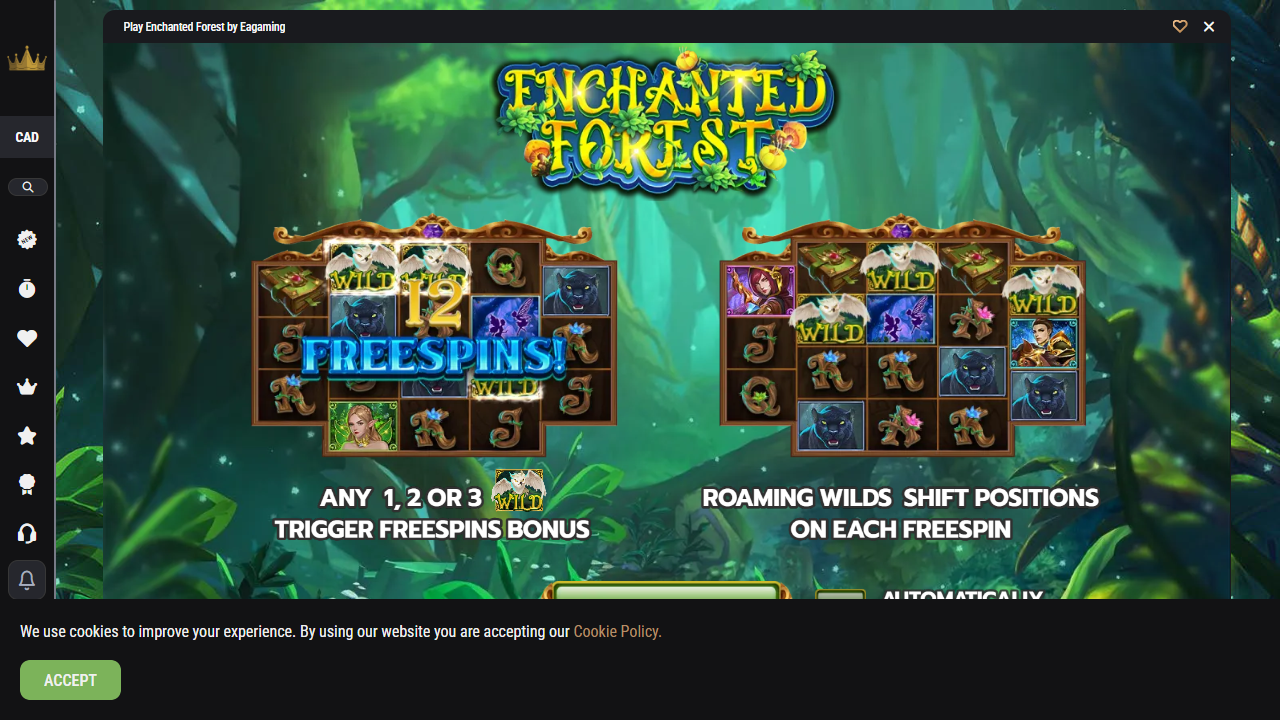 Play Enchanted Forest by Eagaming
CAD
NEW
ENCHANTED
FOREST
WILD
WILD
Q
12
FREESPINS!
J
K
K
WILD
J
K
J
WILD
WILD
WILD
J
A
Q
K
K
A
K
ANY 1, 2 OR 3 WILD
TRIGGER FREESPINS BONUS
ROAMING WILDS SHIFT POSITIONS
ON EACH FREESPIN
AUTOMATICALLY
We use cookies to improve your experience. By using our website you are accepting our Cookie Policy.
ACCEPT